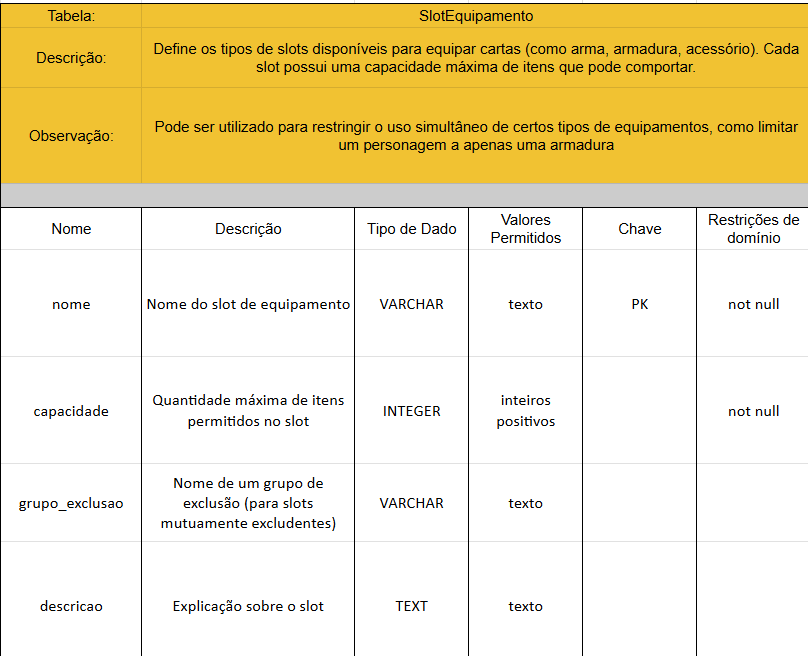 Tabela: SlotEquipamento
Descrição: Define os tipos de slots disponíveis para equipar cartas (como arma, armadura, acessório). Cada
slot possui uma capacidade máxima de itens que pode comportar.
Observação: Pode ser utilizado para restringir o uso simultâneo de certos tipos de equipamentos, como limitar
um personagem a apenas uma armadura
Nome Descrição Tipo de Dado Valores Permitidos Chave Restrições de domínio
nome Nome do slot de equipamento VARCHAR texto PK not null
capacidade Quantidade máxima de itens permitidos no slot INTEGER inteiros positivos not null
grupo_exclusao Nome de um grupo de exclusão (para slots mutuamente excludentes) VARCHAR texto
descricao Explicação sobre o slot TEXT texto